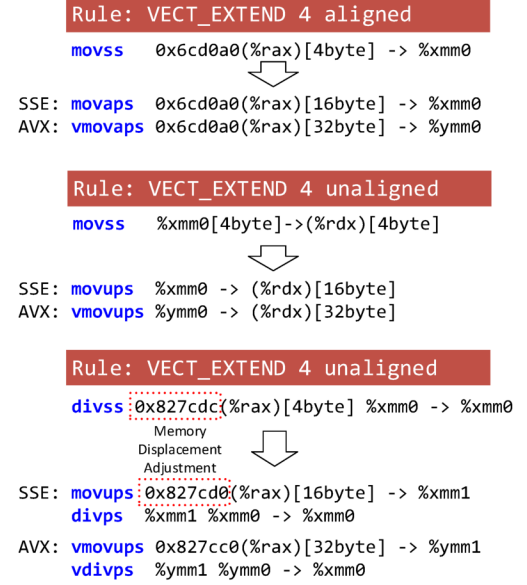 Rule: VECT_EXTEND 4 aligned
movss 0x6cd0a0(%rax)[4byte] -> %xmm0
SSE: movaps 0x6cd0a0(%rax)[16byte] -> %xmm0
AVX: vmovaps 0x6cd0a0(%rax)[32byte] -> %ymm0
Rule: VECT_EXTEND 4 unaligned
movss %xmm0[4byte]->(%rdx)[4byte]
SSE: movups %xmm0 -> (%rdx)[16byte]
AVX: vmovups %ymm0 -> (%rdx)[32byte]
Rule: VECT_EXTEND 4 unaligned
divss 0x827cdc(%rax)[4byte] %xmm0 -> %xmm0
Memory
Displacement
Adjustment
SSE: movups 0x827cd0(%rax)[16byte] -> %xmm1
divps %xmm1 %xmm0 -> %xmm0
AVX: vmovups 0x827cc0(%rax)[32byte] -> %ymm1
vdivps %ymm1 %ymm0 -> %xmm0